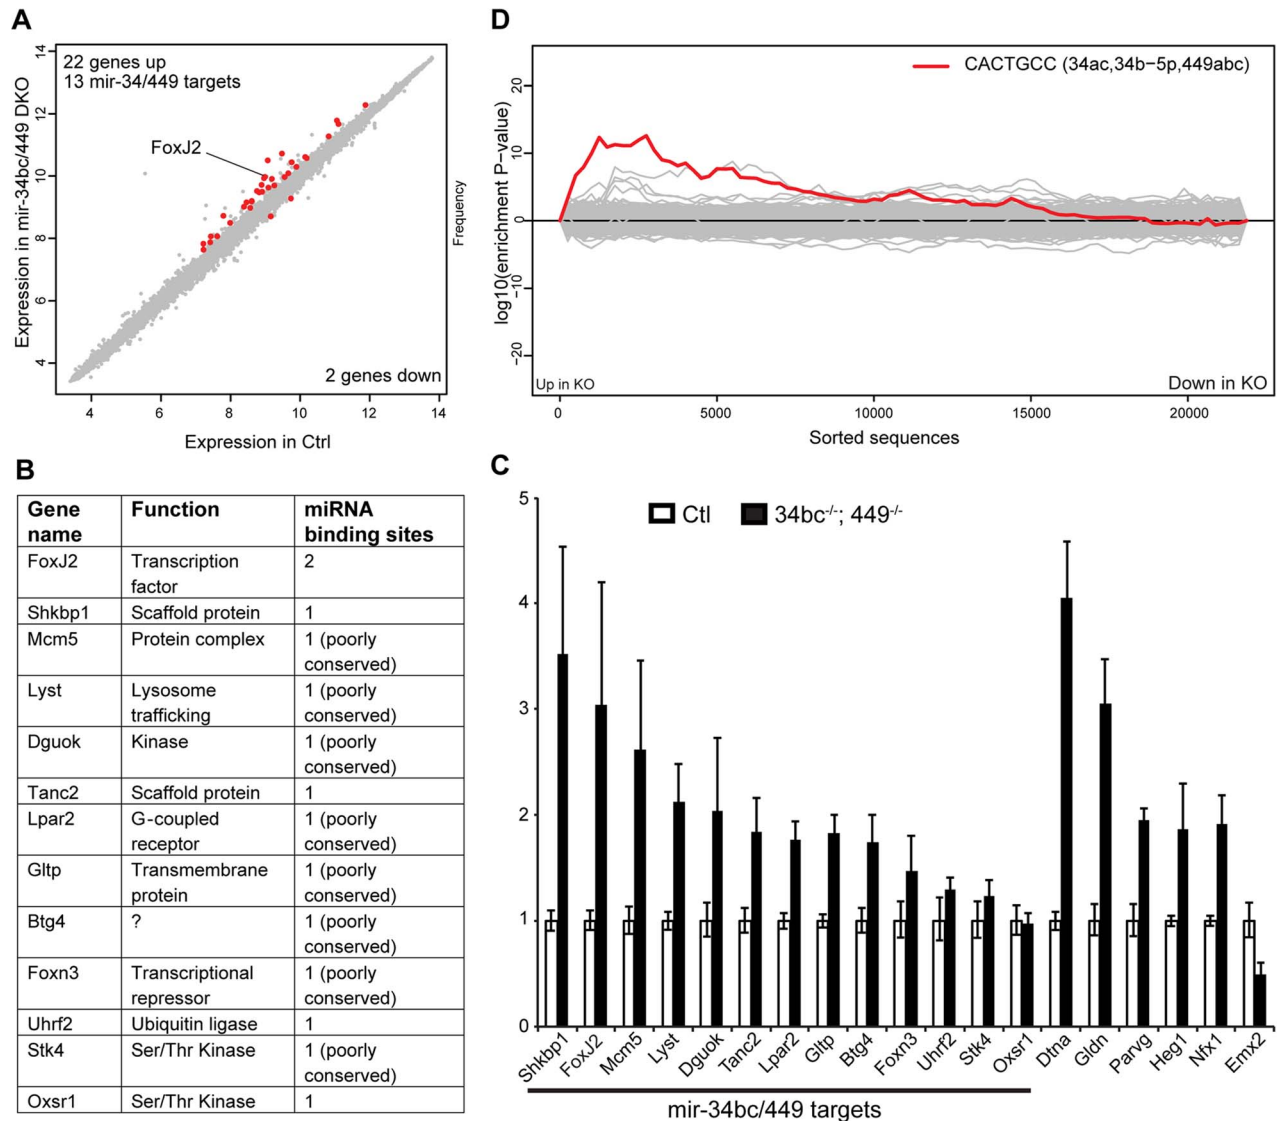 A
22 genes up
13 mir-34/449 targets
FoxJ2
2 genes down
Expression in mir-34bc/449 DKO
14
12
10
8
6
4
4 6 8 10 12 14
Expression in Ctrl
D
CACTGCC (34ac,34b−5p,449abc)
Frequency
log10(enrichment P−value)
20
10
0
−10
−20
Up in KO
Down in KO
0 5000 10000 15000 20000
Sorted sequences
B
Gene name Function miRNA binding sites
FoxJ2 Transcription factor 2
Shkbp1 Scaffold protein 1
Mcm5 Protein complex 1 (poorly conserved)
Lyst Lysosome trafficking 1 (poorly conserved)
Dguok Kinase 1 (poorly conserved)
Tanc2 Scaffold protein 1
Lpar2 G-coupled receptor 1 (poorly conserved)
Gltp Transmembrane protein 1 (poorly conserved)
Btg4 ? 1 (poorly conserved)
Foxn3 Transcriptional repressor 1 (poorly conserved)
Uhrf2 Ubiquitin ligase 1
Stk4 Ser/Thr Kinase 1 (poorly conserved)
Oxsr1 Ser/Thr Kinase 1
C
Ctl 34bc-/-; 449-/-
5
4
3
2
1
0
Shkbp1 FoxJ2 Mcm5 Lyst Dguok Tanc2 Lpar2 Gltp Btg4 Foxn3 Uhrf2 Stk4 Oxsr1 Dtna Gldn Parvg Heg1 Nfx1 Emx2
mir-34bc/449 targets